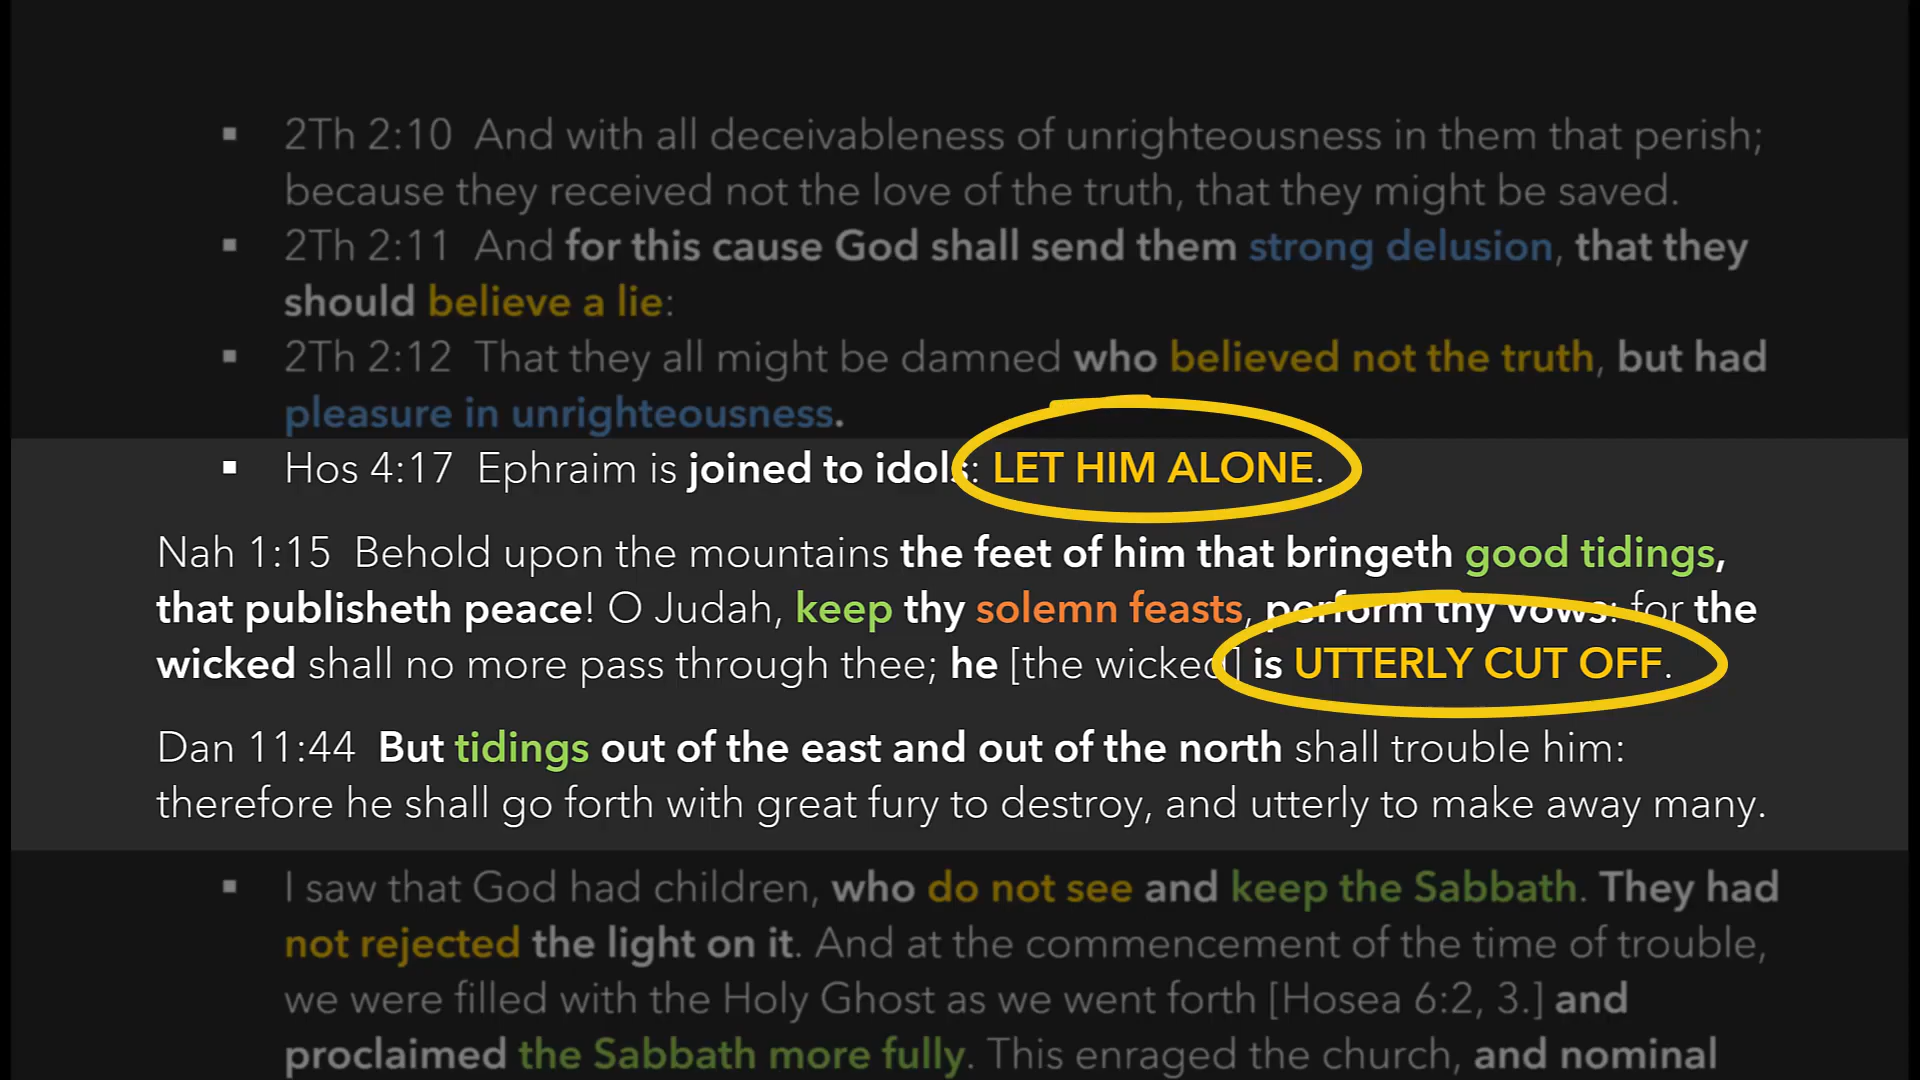 ▪ 2Th 2:10 And with all deceivableness of unrighteousness in them that perish;
because they received not the love of the truth, that they might be saved.
▪ 2Th 2:11 And for this cause God shall send them strong delusion, that they
should believe a lie:
▪ 2Th 2:12 That they all might be damned who believed not the truth, but had
pleasure in unrighteousness.
▪ Hos 4:17 Ephraim is joined to idols: LET HIM ALONE.
Nah 1:15 Behold upon the mountains the feet of him that bringeth good tidings,
that publisheth peace! O Judah, keep thy solemn feasts, perform thy vows: for the
wicked shall no more pass through thee; he [the wicked] is UTTERLY CUT OFF.
Dan 11:44 But tidings out of the east and out of the north shall trouble him:
therefore he shall go forth with great fury to destroy, and utterly to make away many.
▪ I saw that God had children, who do not see and keep the Sabbath. They had
not rejected the light on it. And at the commencement of the time of trouble,
we were filled with the Holy Ghost as we went forth [Hosea 6:2, 3.] and
proclaimed the Sabbath more fully. This enraged the church, and nominal